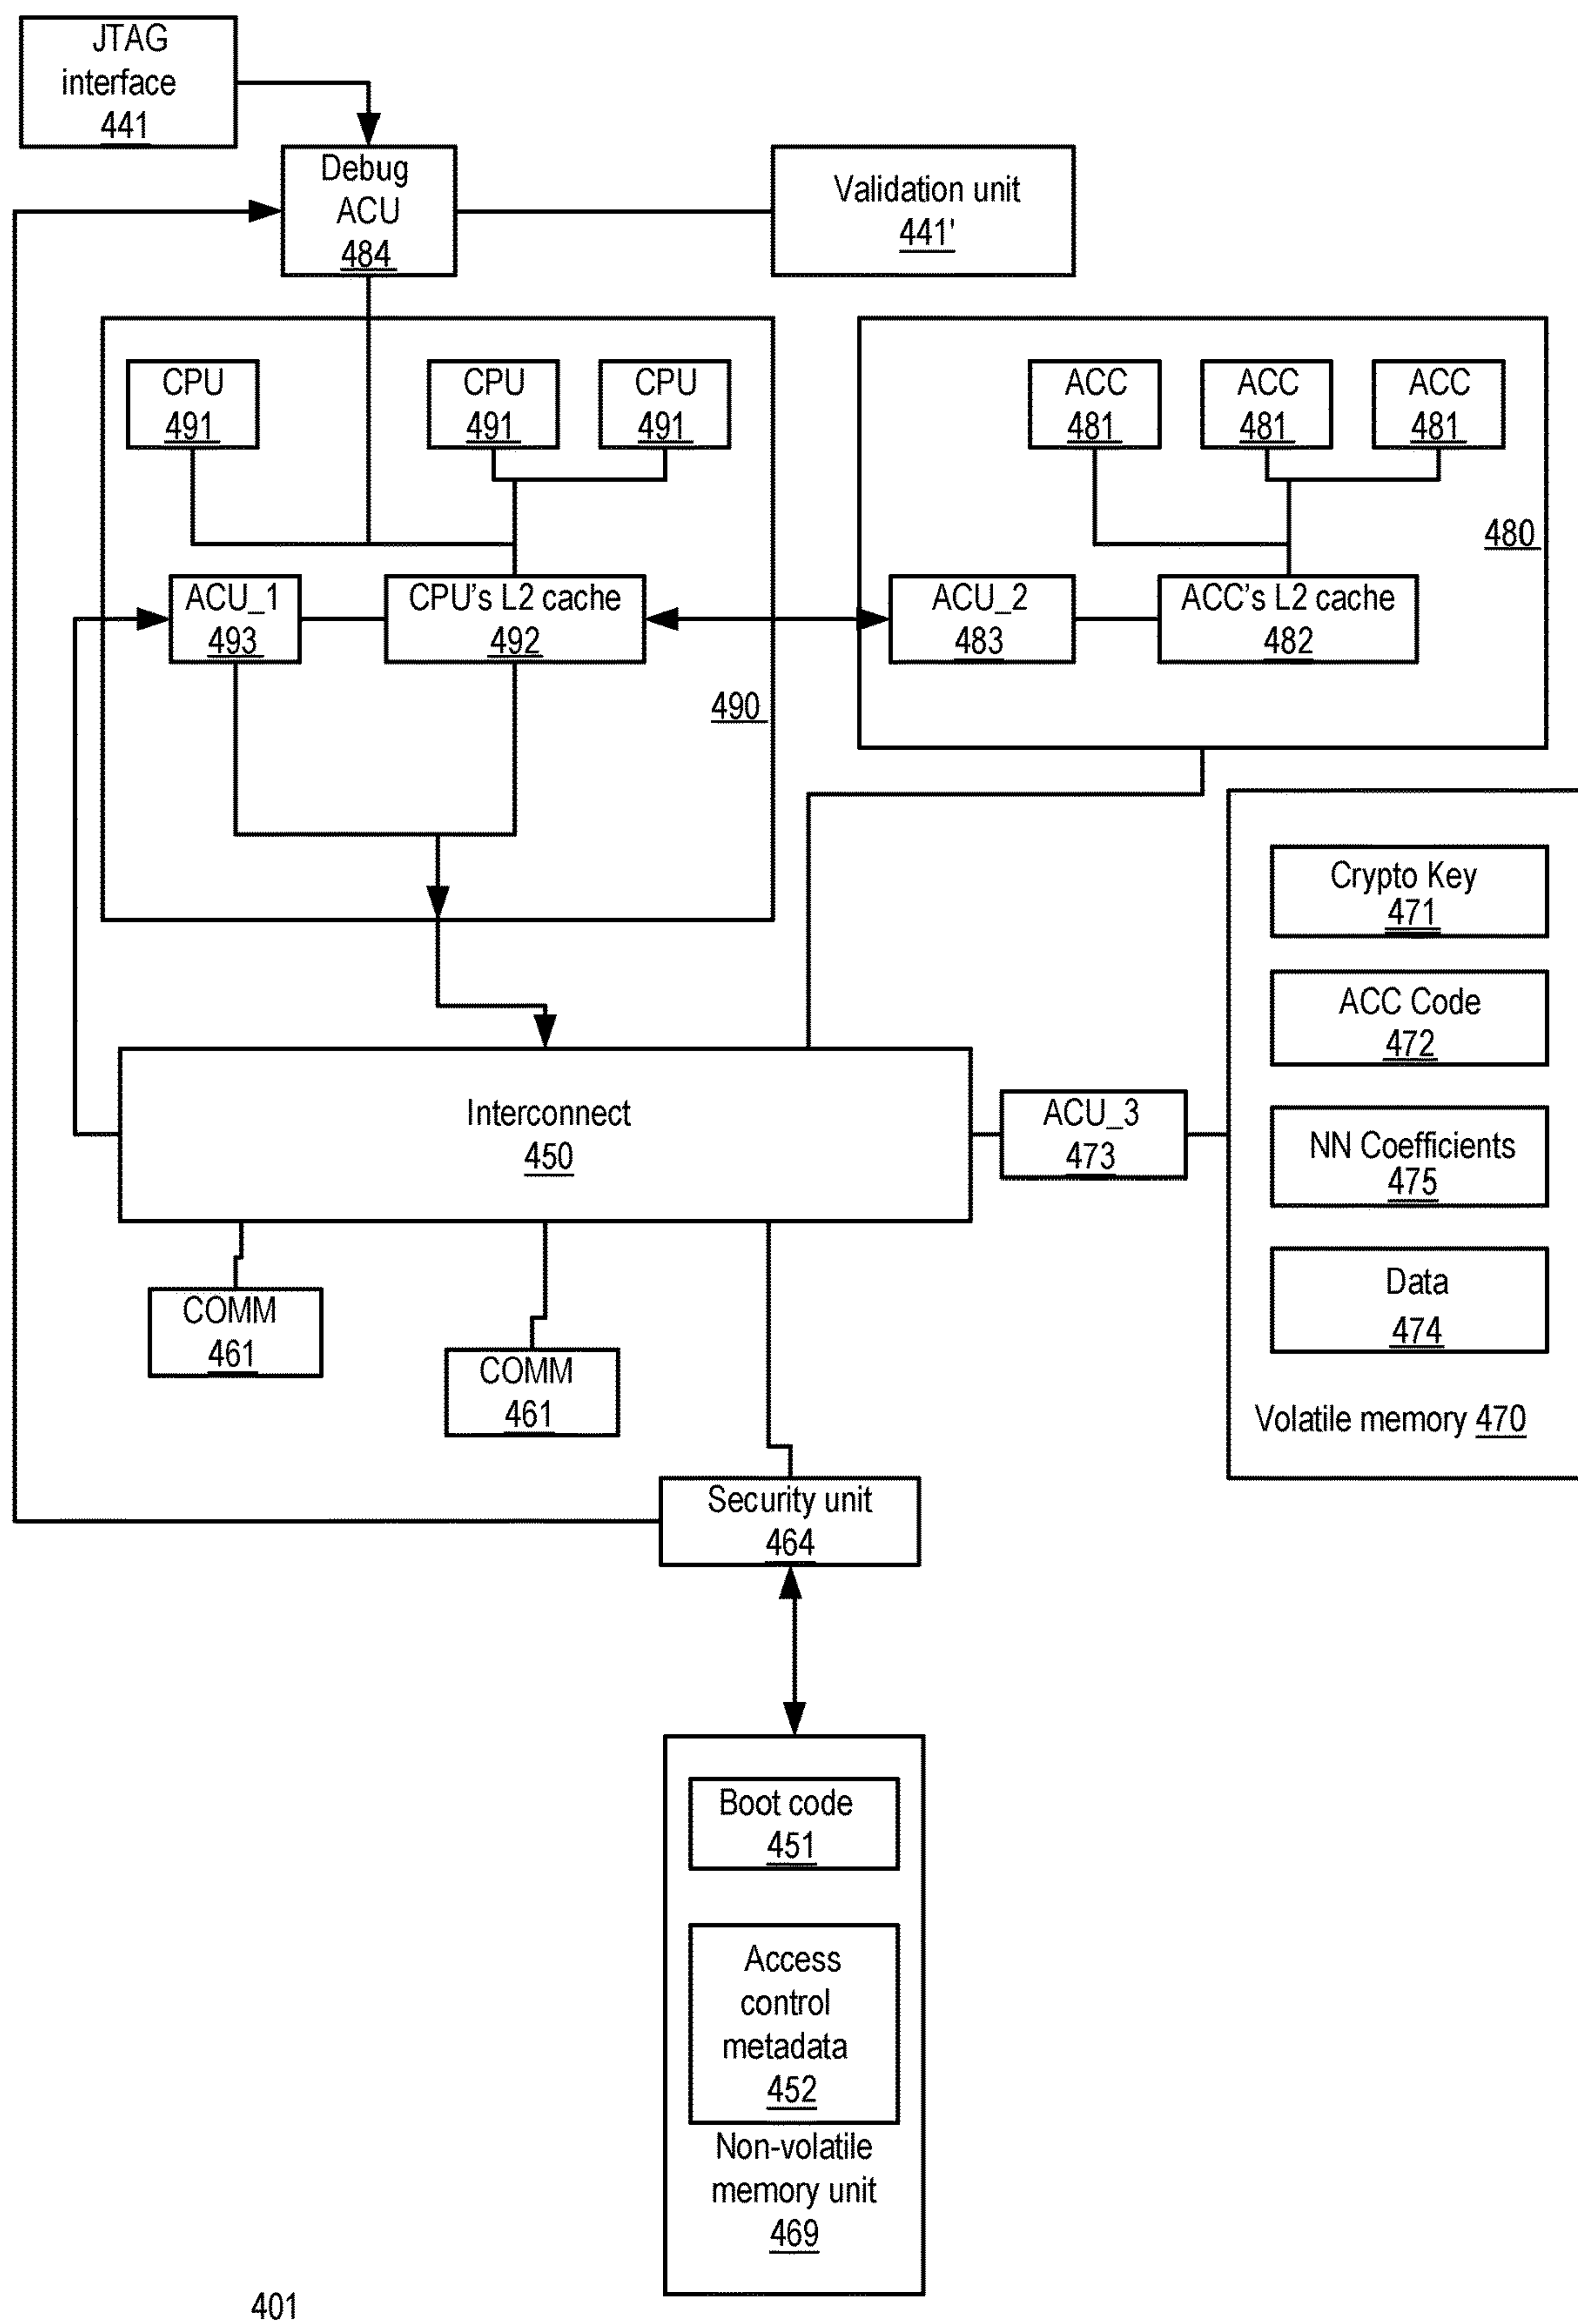 JTAG
interface
441
Debug
ACU
484
Validation unit
441'
CPU
491
CPU
491
CPU
491
ACC
481
ACC
481
ACC
481
480
ACU_1
493
CPU's L2 cache
492
ACU_2
483
ACC's L2 cache
482
490
Crypto Key
471
ACC Code
472
NN Coefficients
475
Data
474
Volatile memory 470
Interconnect
450
ACU_3
473
COMM
461
COMM
461
Security unit
464
Boot code
451
Access
control
metadata
452
Non-volatile
memory unit
469
401